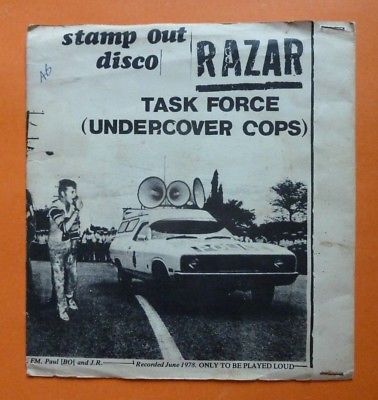 stamp out
disco
RAZAR
A6
TASK FORCE
(UNDERCOVER COPS)
FM, Paul [BO] and J.R.
Recorded June 1978. ONLY TO BE PLAYED LOUD